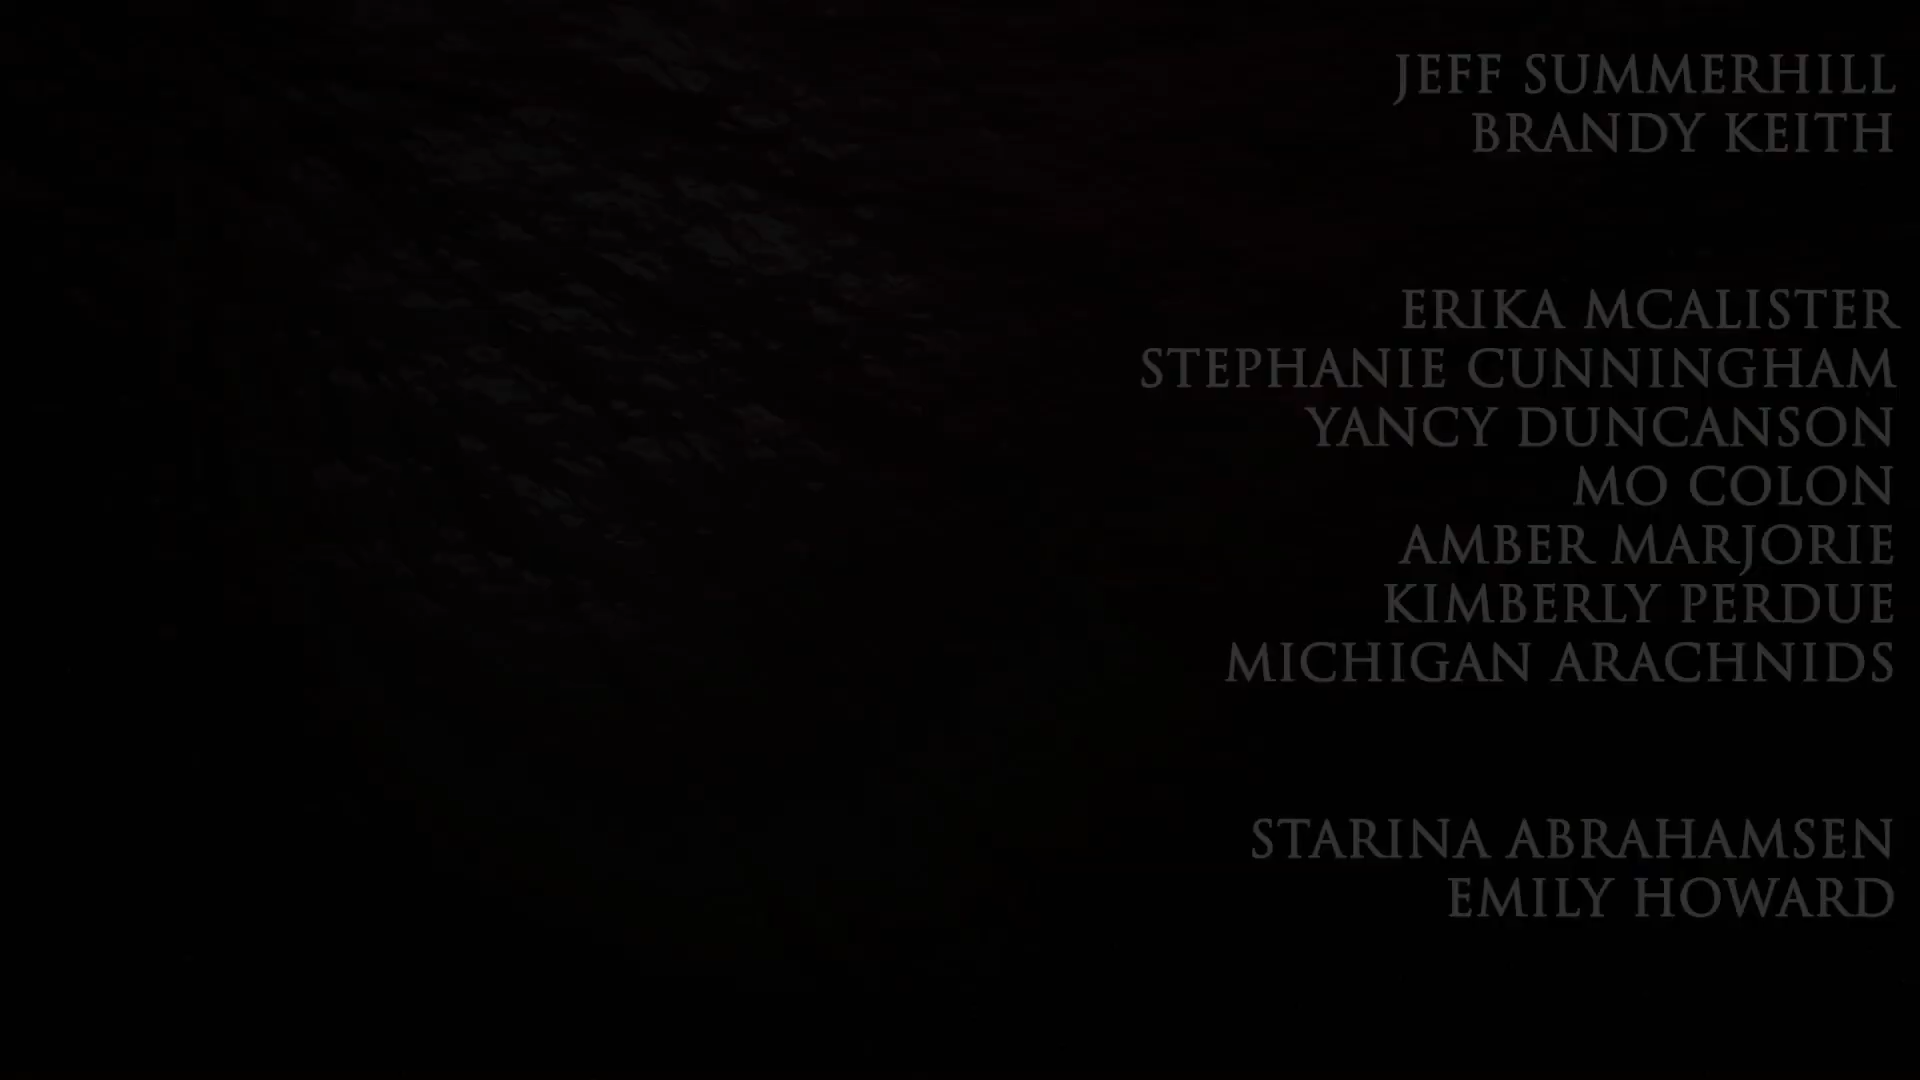 JEFF SUMMERHILL
BRANDY KEITH
ERIKA MCALISTER
STEPHANIE CUNNINGHAM
YANCY DUNCANSON
MO COLON
AMBER MARJORIE
KIMBERLY PERDUE
MICHIGAN ARACHNIDS
STARINA ABRAHAMSEN
EMILY HOWARD